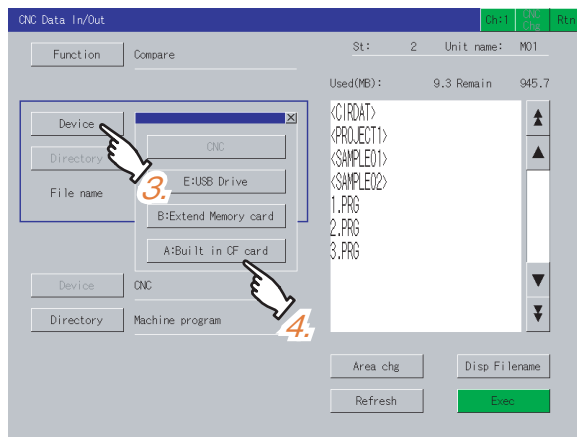 CNC Data In/Out
Ch:1
CNC Chg
Rtn
Function
Compare
St: 2 Unit name: M01
Used(MB): 9.3 Remain 945.7
Device
Directory
File name
CNC
E:USB Drive
B:Extend Memory card
A:Built in CF card
3.
4.
<CIRDAT>
<PROJECT1>
<SAMPLE01>
<SAMPLE02>
1.PRG
2.PRG
3.PRG
Device
CNC
Directory
Machine program
Area chg
Disp Filename
Refresh
Exec